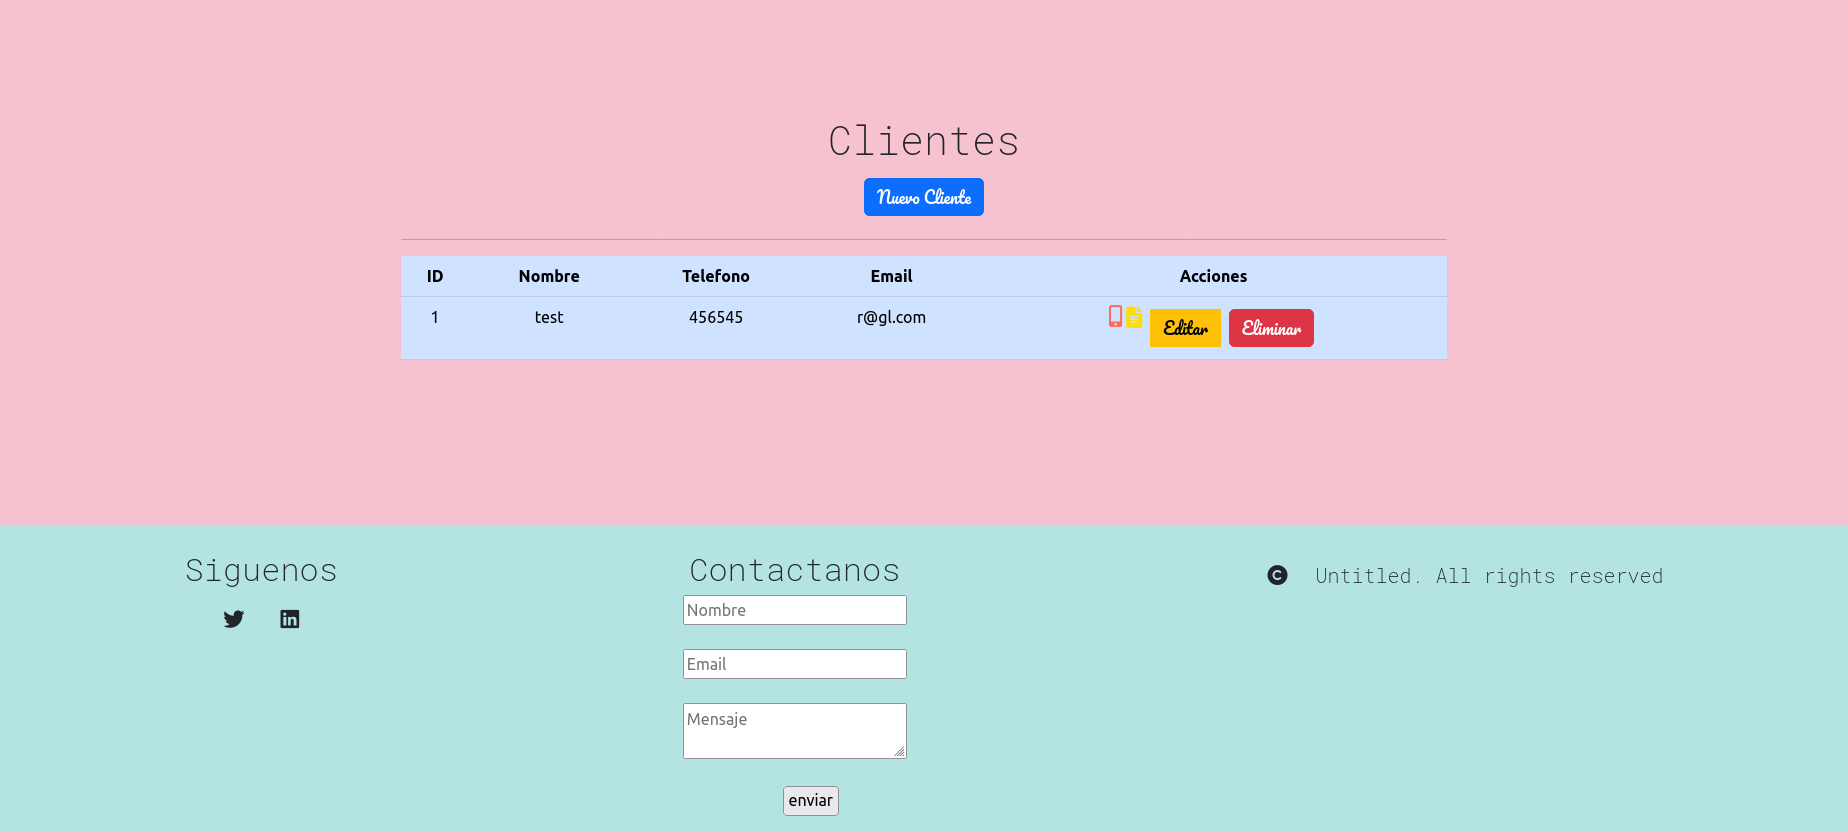 Clientes
Nuevo Cliente
ID Nombre Telefono Email Acciones
1 test 456545 r@gl.com Editar Eliminar
Siguenos
Contactanos
Nombre
Email
Mensaje
enviar
Untitled. All rights reserved